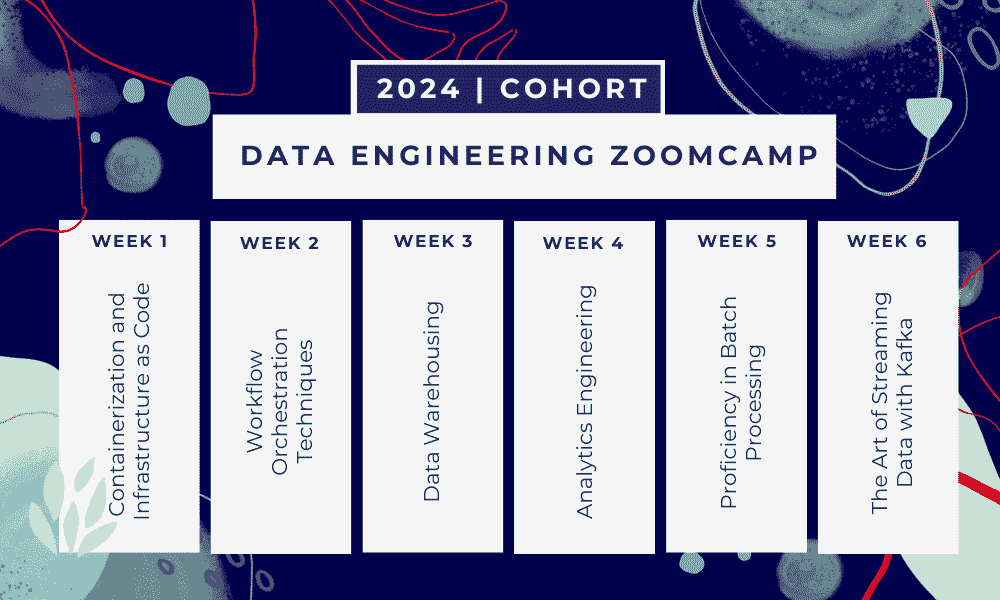 2024 | COHORT
DATA ENGINEERING ZOOMCAMP
WEEK 1
Containerization and
Infrastructure as Code
WEEK 2
Workflow
Orchestration
Techniques
WEEK 3
Data Warehousing
WEEK 4
Analytics Engineering
WEEK 5
Proficiency in Batch
Processing
WEEK 6
The Art of Streaming
Data with Kafka